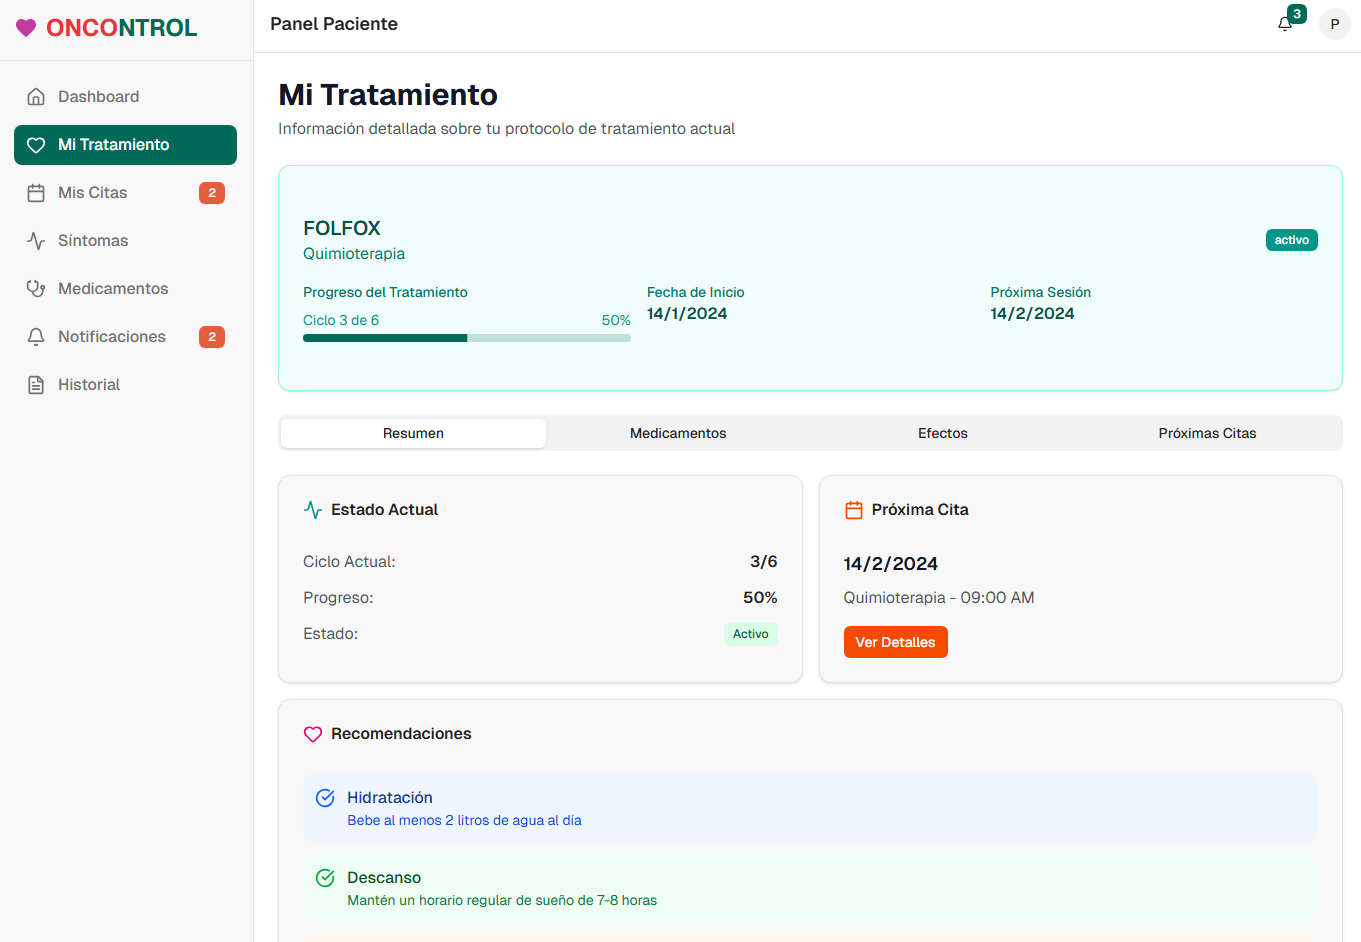 ONCONTROL
Dashboard
Mi Tratamiento
Mis Citas 2
Síntomas
Medicamentos
Notificaciones 2
Historial
Panel Paciente
3
P
Mi Tratamiento
Información detallada sobre tu protocolo de tratamiento actual
FOLFOX
Quimioterapia
activo
Progreso del Tratamiento
Ciclo 3 de 6 50%
Fecha de Inicio
14/1/2024
Próxima Sesión
14/2/2024
Resumen Medicamentos Efectos Próximas Citas
Estado Actual
Ciclo Actual: 3/6
Progreso: 50%
Estado: Activo
Próxima Cita
14/2/2024
Quimioterapia - 09:00 AM
Ver Detalles
Recomendaciones
Hidratación
Bebe al menos 2 litros de agua al día
Descanso
Mantén un horario regular de sueño de 7-8 horas